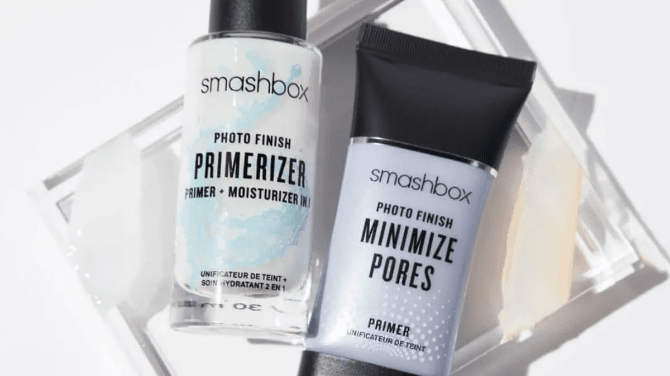 smashbox
PHOTO FINISH
PRIMERIZER
PRIMER + MOISTURIZER IN 1
UNIFICATEUR DE TEINT +
SOIN HYDRATANT 2 EN 1
smashbox
PHOTO FINISH
MINIMIZE
PORES
PRIMER
UNIFICATEUR DE TEINT